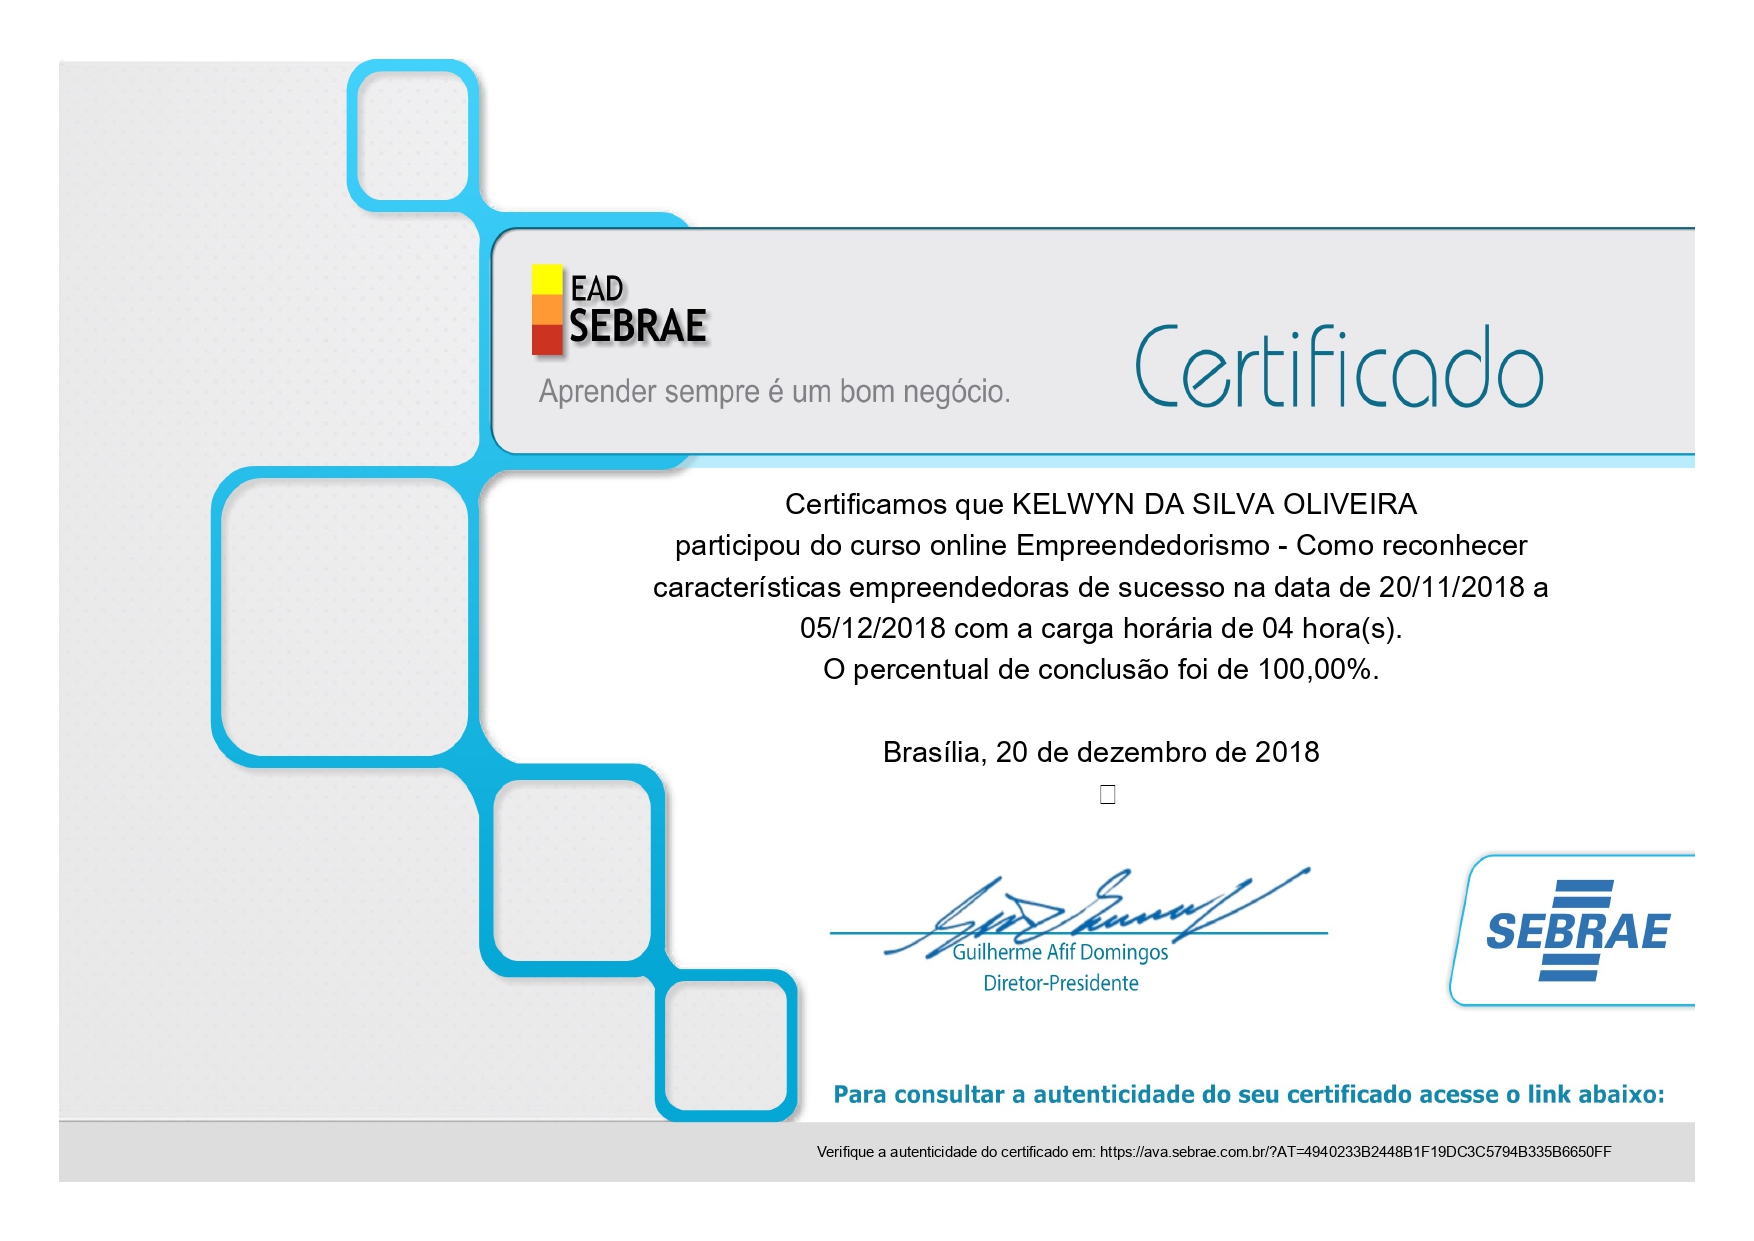 EAD
SEBRAE
Aprender sempre é um bom negócio.
Certificado
Certificamos que KELWYN DA SILVA OLIVEIRA
participou do curso online Empreendedorismo - Como reconhecer
características empreendedoras de sucesso na data de 20/11/2018 a
05/12/2018 com a carga horária de 04 hora(s).
O percentual de conclusão foi de 100,00%.
Brasília, 20 de dezembro de 2018
Guilherme Afif Domingos
Diretor-Presidente
SEBRAE
Para consultar a autenticidade do seu certificado acesse o link abaixo:
Verifique a autenticidade do certificado em: https://ava.sebrae.com.br/?AT=4940233B2448B1F19DC3C5794B335B6650FF